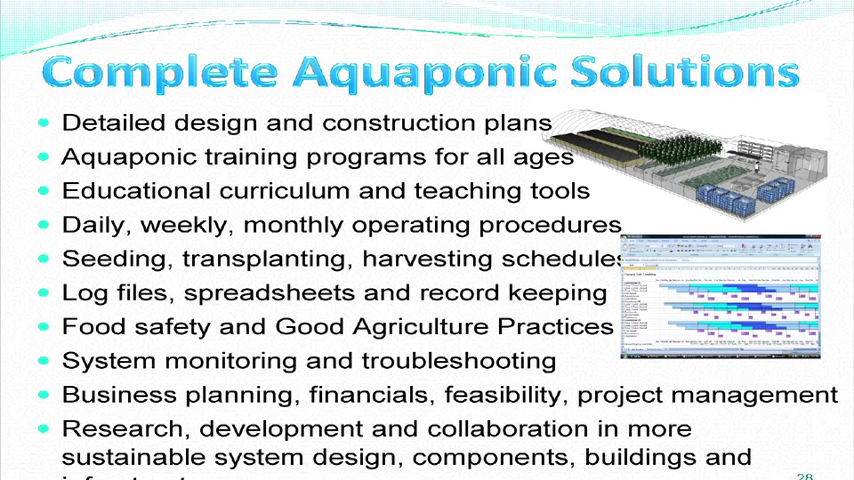 Complete Aquaponic Solutions
Detailed design and construction plans
Aquaponic training programs for all ages
Educational curriculum and teaching tools
Daily, weekly, monthly operating procedures
Seeding, transplanting, harvesting schedules
Log files, spreadsheets and record keeping
Food safety and Good Agriculture Practices
System monitoring and troubleshooting
Business planning, financials, feasibility, project management
Research, development and collaboration in more
sustainable system design, components, buildings and
28